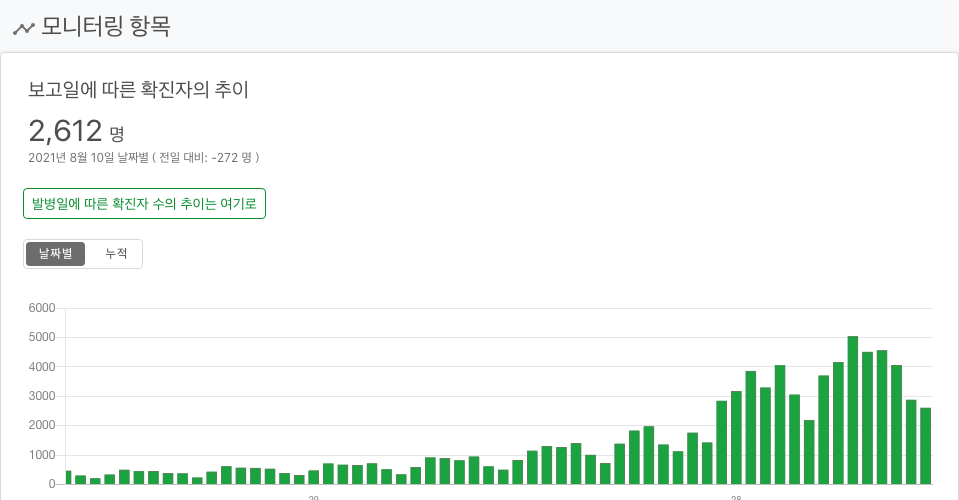 모니터링 항목
보고일에 따른 확진자의 추이
2,612 명
2021년 8월 10일 날짜별 ( 전일 대비: -272 명 )
발병일에 따른 확진자 수의 추이는 여기로
날짜별 누적
6000
5000
4000
3000
2000
1000
0
29 28